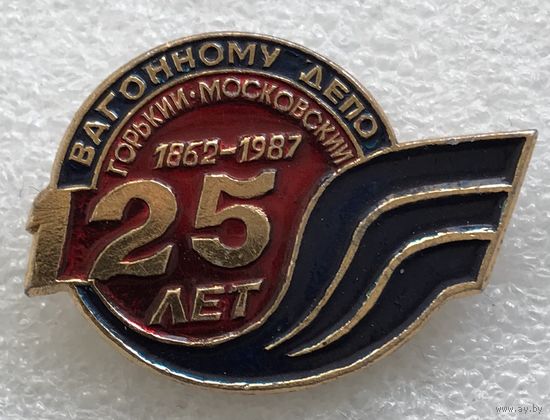 ВАГОННОМУ ДЕПО
ГОРЬКИЙ·МОСКОВСКИЙ
1862-1987
125
ЛЕТ
www.ay.by